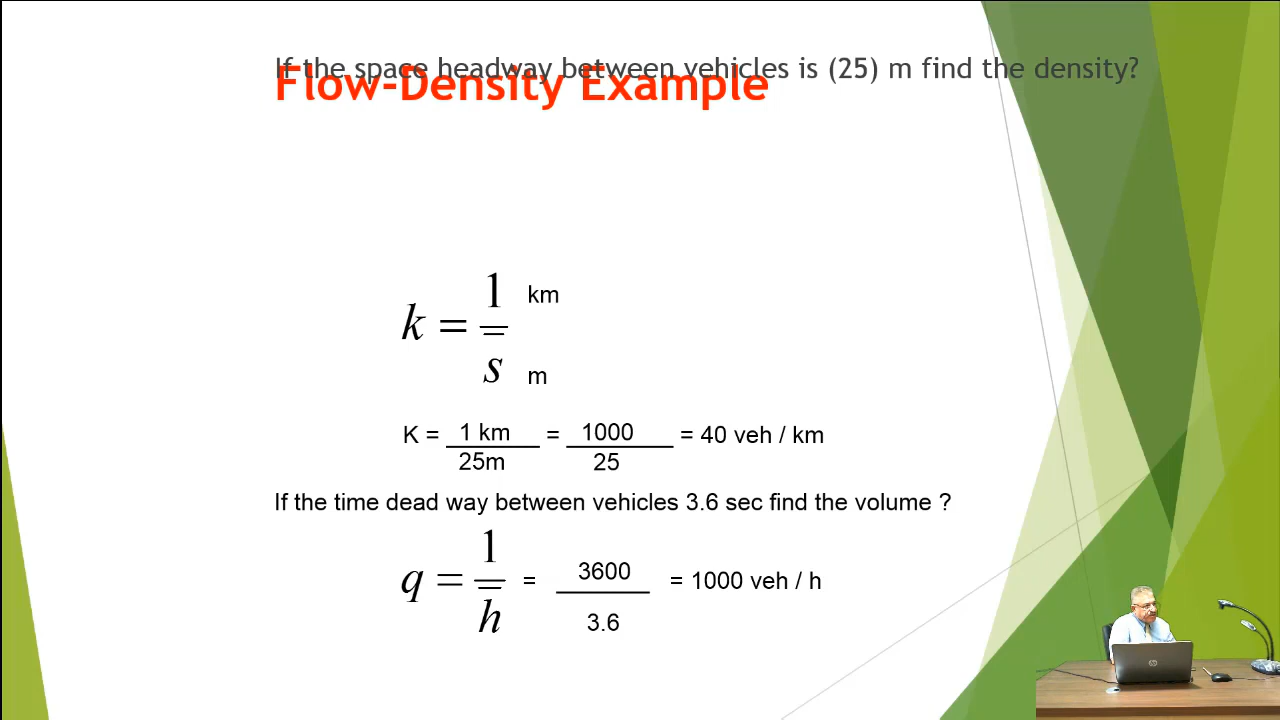 If the space headway between vehicles is (25) m find the density?
Flow-Density Example
k = 1 / s̅ km m
K = 1 km / 25m = 1000 / 25 = 40 veh / km
If the time dead way between vehicles 3.6 sec find the volume ?
q = 1 / h̅ = 3600 / 3.6 = 1000 veh / h